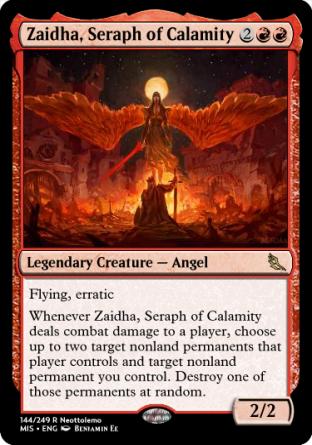 Zaidha, Seraph of Calamity 2
Legendary Creature — Angel
Flying, erratic
Whenever Zaidha, Seraph of Calamity
deals combat damage to a player, choose
up to two target nonland permanents that
player controls and target nonland
permanent you control. Destroy one of
those permanents at random.
2/2
144/249 R Neottolemo
MIS • ENG Benjamin Ee